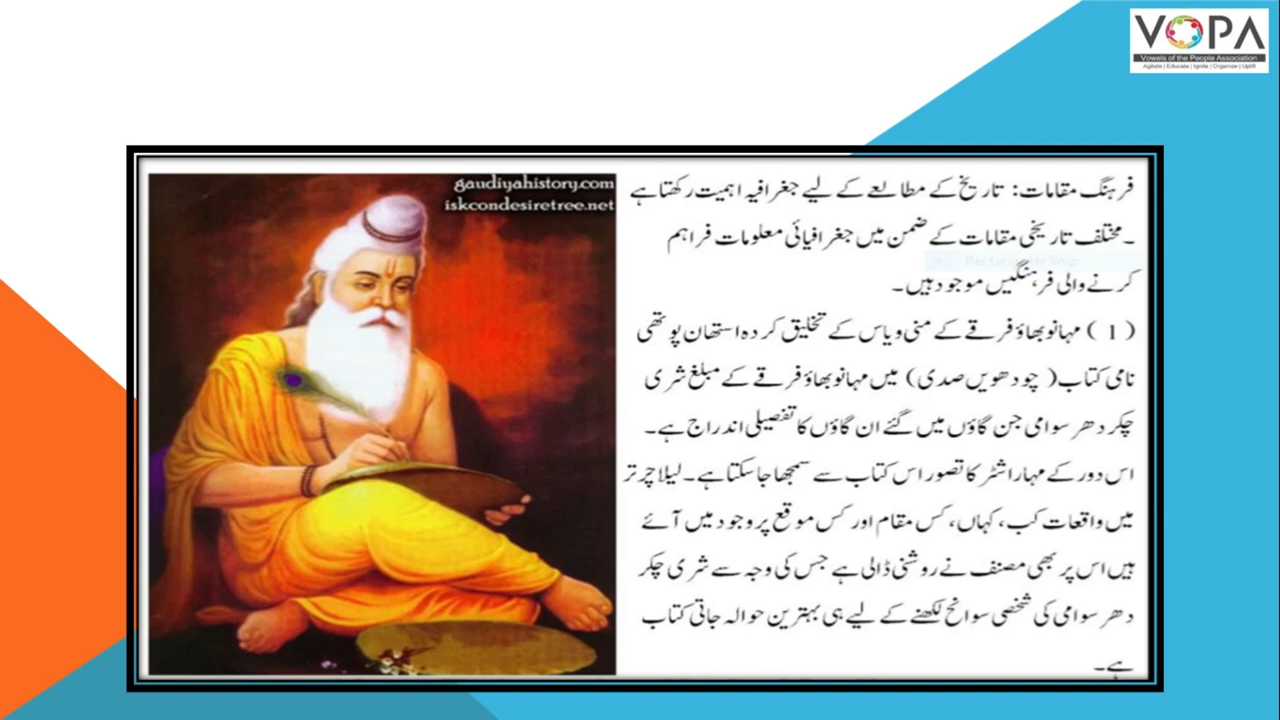 VOPA
Vowels of the People Association
Agitate | Educate | Ignite | Organize | Uplift
gaudiyahistory.com
iskcondesiretree.net
فرہنگ مقامات: تاریخ کے مطالعے کے لیے جغرافیہ اہمیت رکھتا ہے
۔ مختلف تاریخی مقامات کے ضمن میں جغرافیائی معلومات فراہم
Rectangular Snip
کرنے والی فرہنگیں موجود ہیں۔
(1) مہانوبھاؤ فرقے کے منی ویاس کے تخلیق کردہ استھان پوتھی
نامی کتاب( چودھویں صدی) میں مہانوبھاؤ فرقے کے مبلغ شری
چکر دھر سوامی جن گاؤں میں گئے ان گاؤں کا تفصیلی اندراج ہے۔
اس دور کے مہاراشٹر کا تصور اس کتاب سے سمجھا جا سکتا ہے۔ لیلا چرتر
میں واقعات کب، کہاں، کس مقام اور کس موقع پر وجود میں آئے
ہیں اس پر بھی مصنف نے روشنی ڈالی ہے جس کی وجہ سے شری چکر
دھر سوامی کی شخصی سوانح لکھنے کے لیے ہی بہترین حوالہ جاتی کتاب
ہے۔